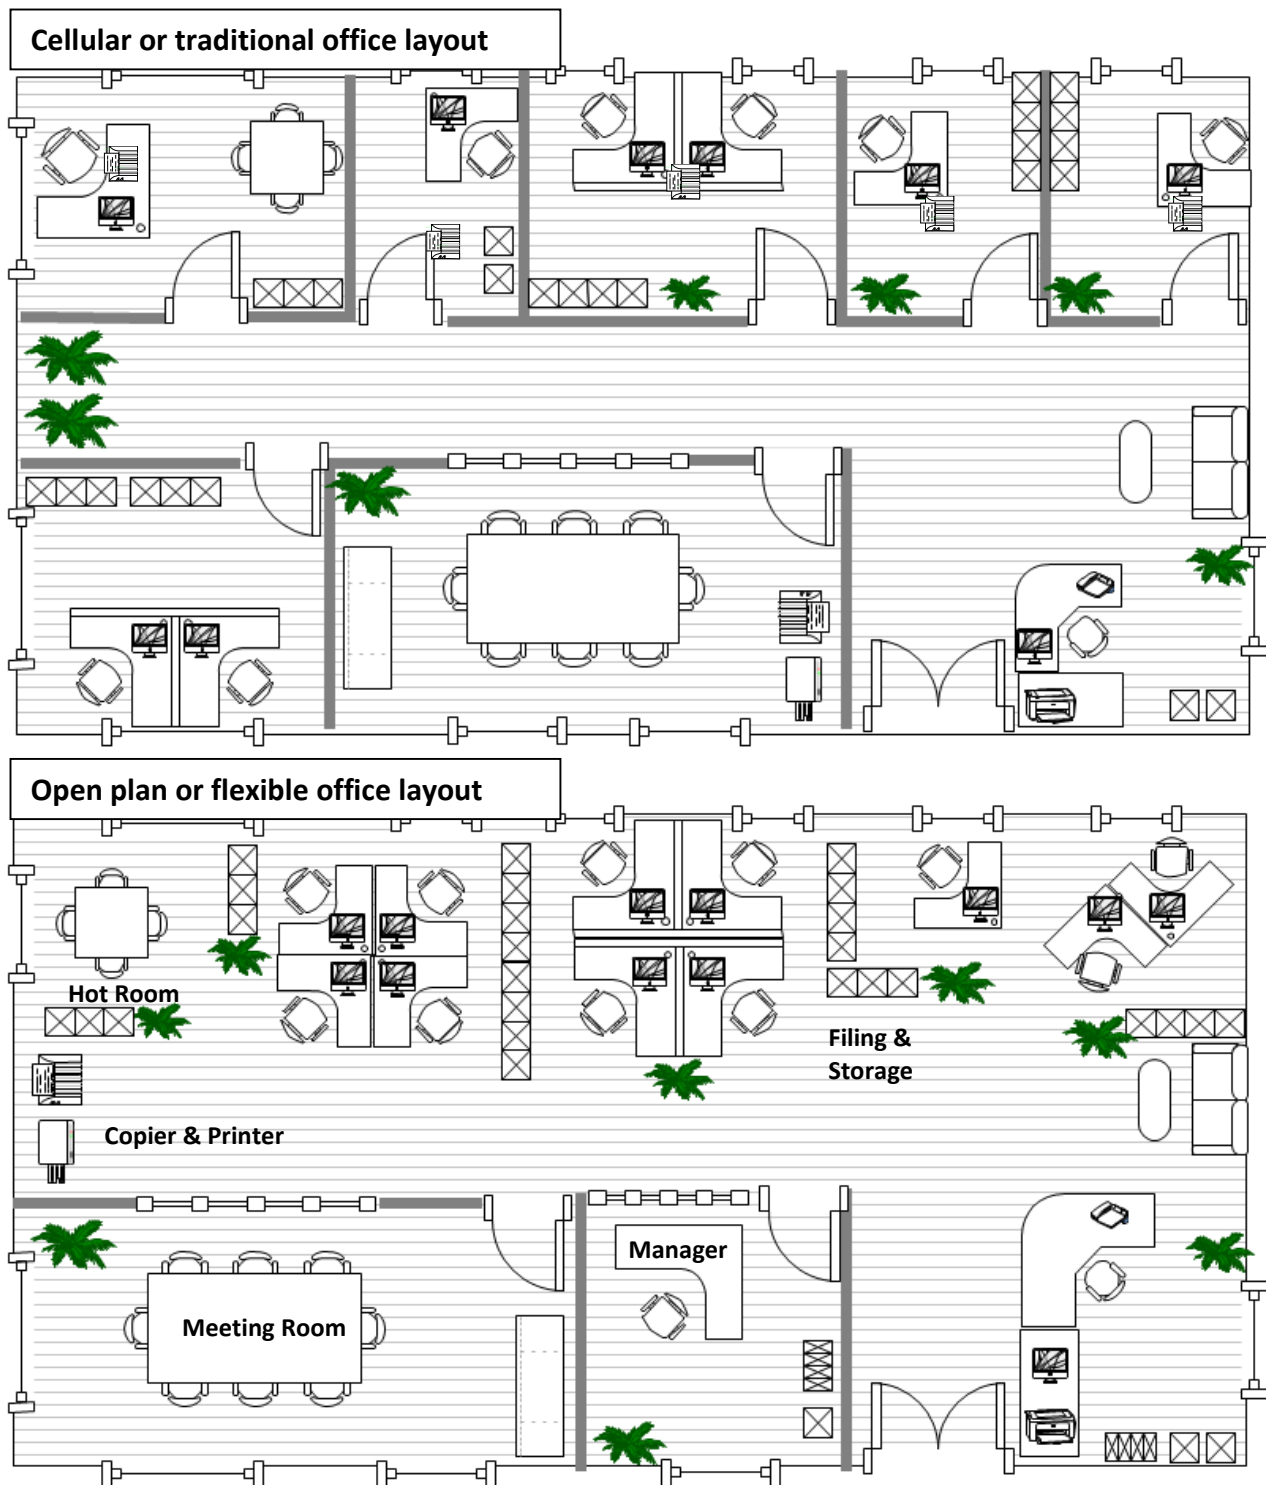 Cellular or traditional office layout
Open plan or flexible office layout
Hot Room
Filing &
Storage
Copier & Printer
Manager
Meeting Room